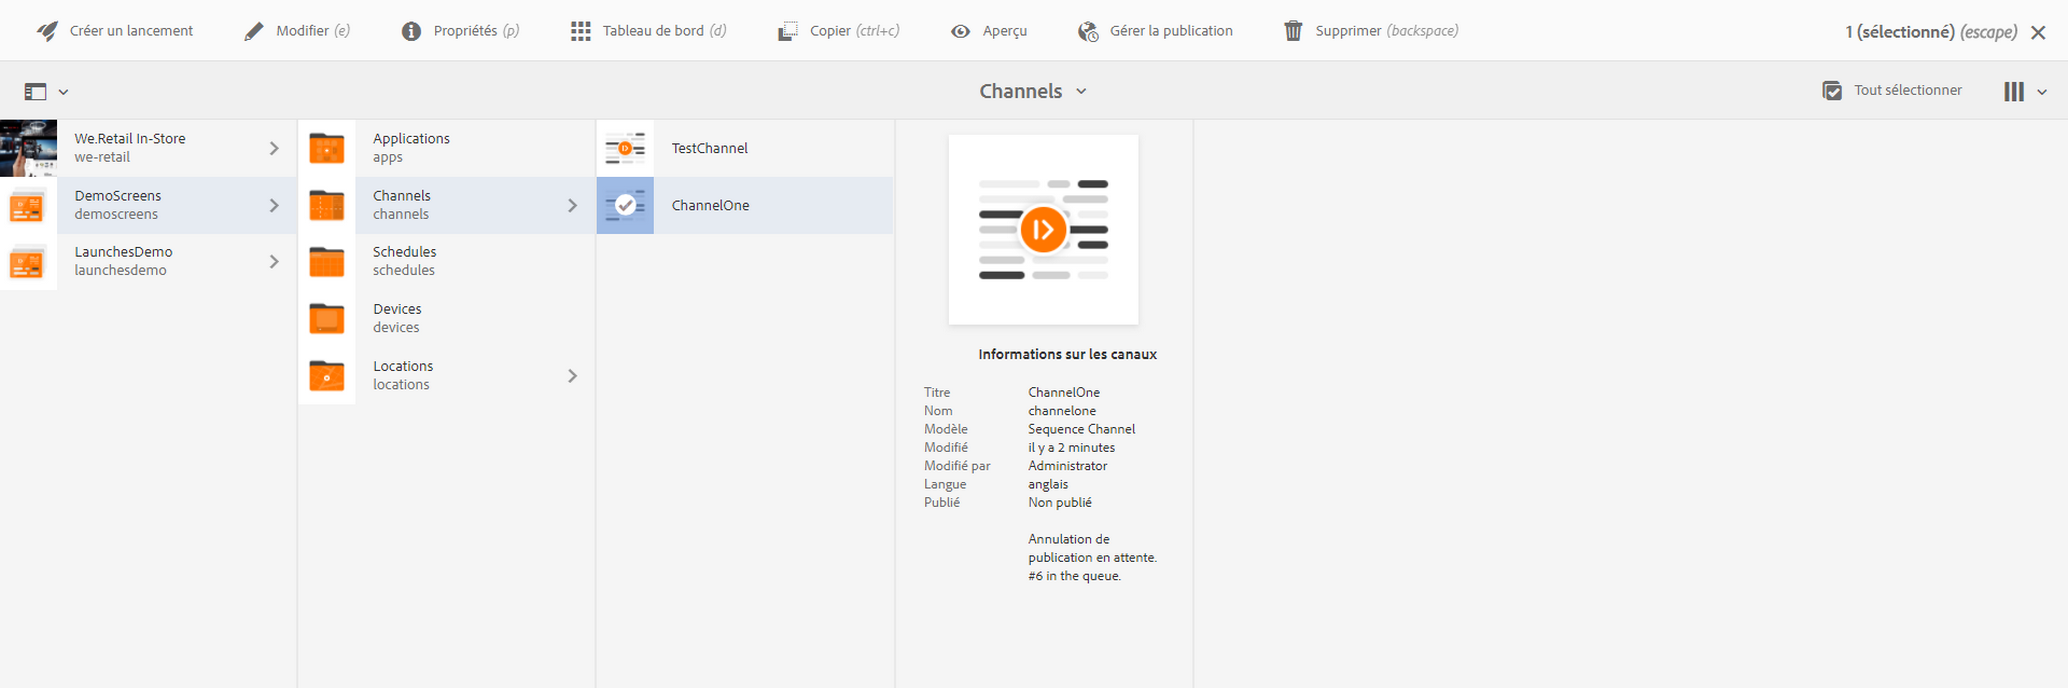 Créer un lancement
Modifier (e)
Propriétés (p)
Tableau de bord (d)
Copier (ctrl+c)
Aperçu
Gérer la publication
Supprimer (backspace)
1 (sélectionné) (escape)
Channels
Tout sélectionner
We.Retail In-Store
we-retail
DemoScreens
demoscreens
LaunchesDemo
launchesdemo
Applications
apps
Channels
channels
Schedules
schedules
Devices
devices
Locations
locations
TestChannel
ChannelOne
Informations sur les canaux
Titre ChannelOne
Nom channelone
Modèle Sequence Channel
Modifié il y a 2 minutes
Modifié par Administrator
Langue anglais
Publié Non publié
Annulation de
publication en attente.
#6 in the queue.